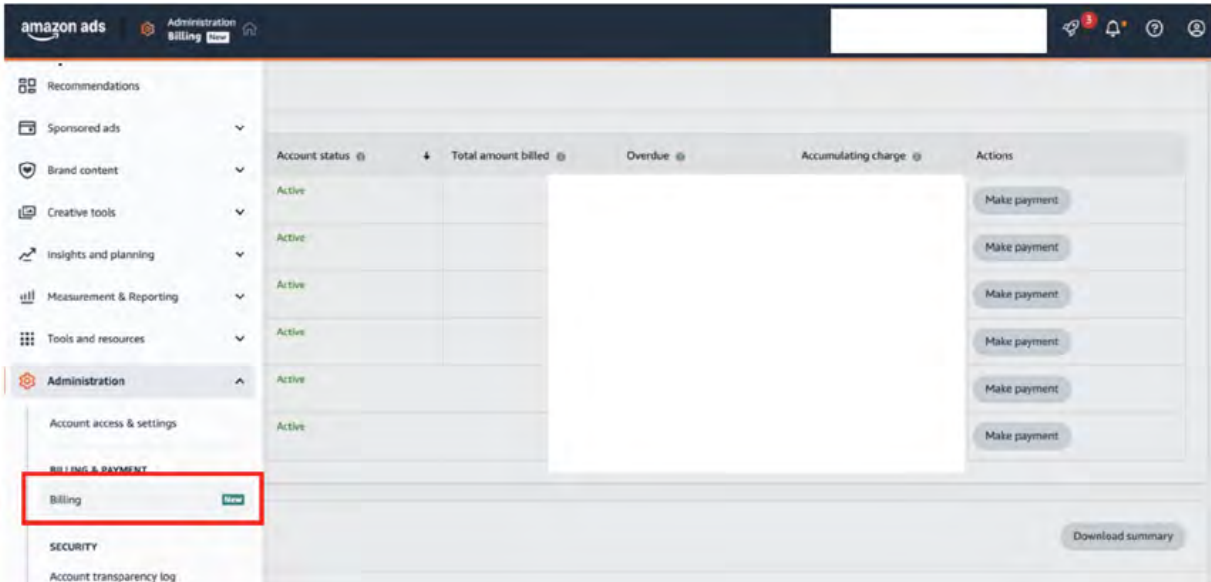 amazon ads
Administration
Billing New
3
Recommendations
Sponsored ads
Brand content
Creative tools
Insights and planning
Measurement & Reporting
Tools and resources
Administration
Account access & settings
BILLING & PAYMENT
Billing New
SECURITY
Account transparency log
Account status Total amount billed Overdue Accumulating charge Actions
Active Make payment
Active Make payment
Active Make payment
Active Make payment
Active Make payment
Active Make payment
Download summary